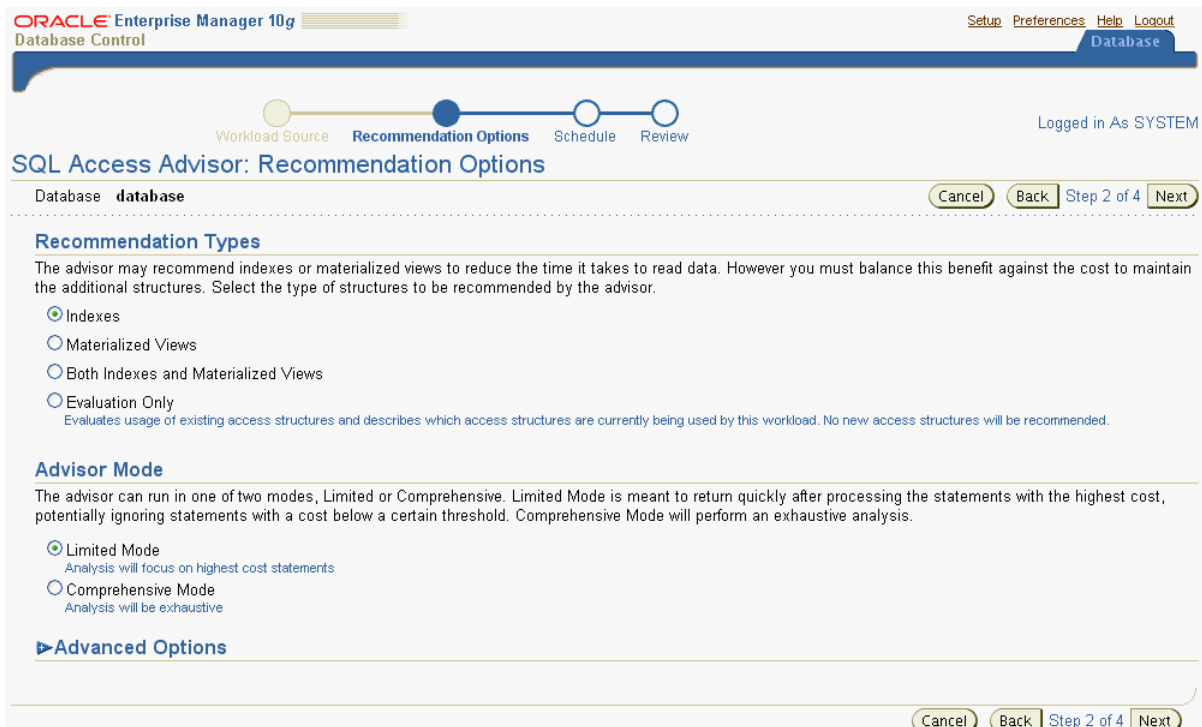 ORACLE Enterprise Manager 10g
Database Control
Setup Preferences Help Logout
Database
Workload Source Recommendation Options Schedule Review
Logged in As SYSTEM
SQL Access Advisor: Recommendation Options
Database database
Cancel Back Step 2 of 4 Next
Recommendation Types
The advisor may recommend indexes or materialized views to reduce the time it takes to read data. However you must balance this benefit against the cost to maintain
the additional structures. Select the type of structures to be recommended by the advisor.
Indexes
Materialized Views
Both Indexes and Materialized Views
Evaluation Only
Evaluates usage of existing access structures and describes which access structures are currently being used by this workload. No new access structures will be recommended.
Advisor Mode
The advisor can run in one of two modes, Limited or Comprehensive. Limited Mode is meant to return quickly after processing the statements with the highest cost,
potentially ignoring statements with a cost below a certain threshold. Comprehensive Mode will perform an exhaustive analysis.
Limited Mode
Analysis will focus on highest cost statements
Comprehensive Mode
Analysis will be exhaustive
Advanced Options
Cancel Back Step 2 of 4 Next